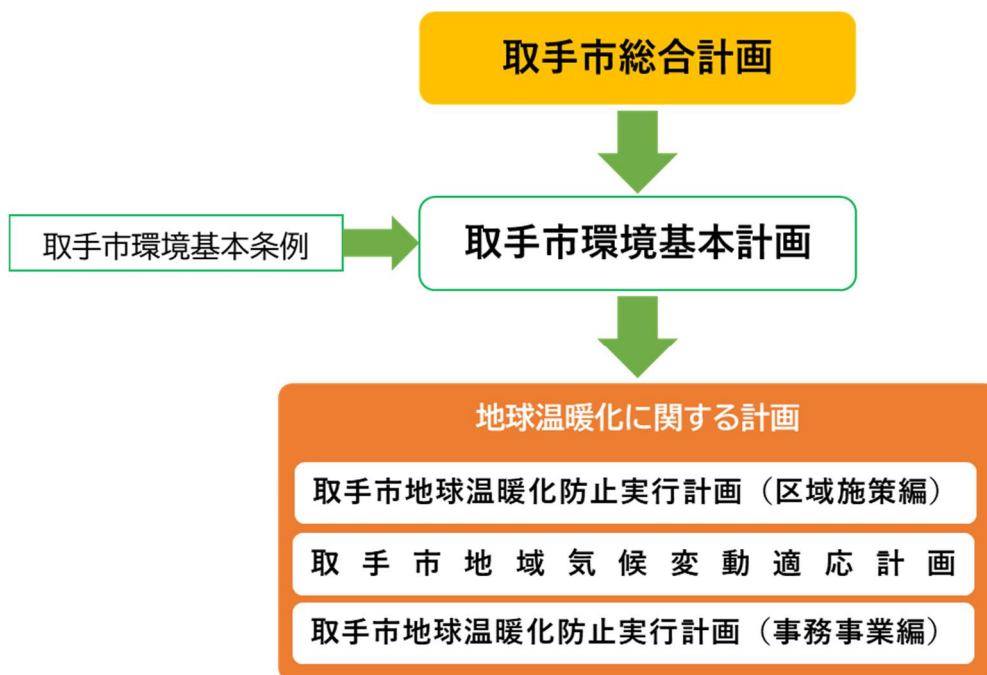 取手市総合計画
取手市環境基本条例
取手市環境基本計画
地球温暖化に関する計画
取手市地球温暖化防止実行計画（区域施策編）
取手市地域気候変動適応計画
取手市地球温暖化防止実行計画（事務事業編）